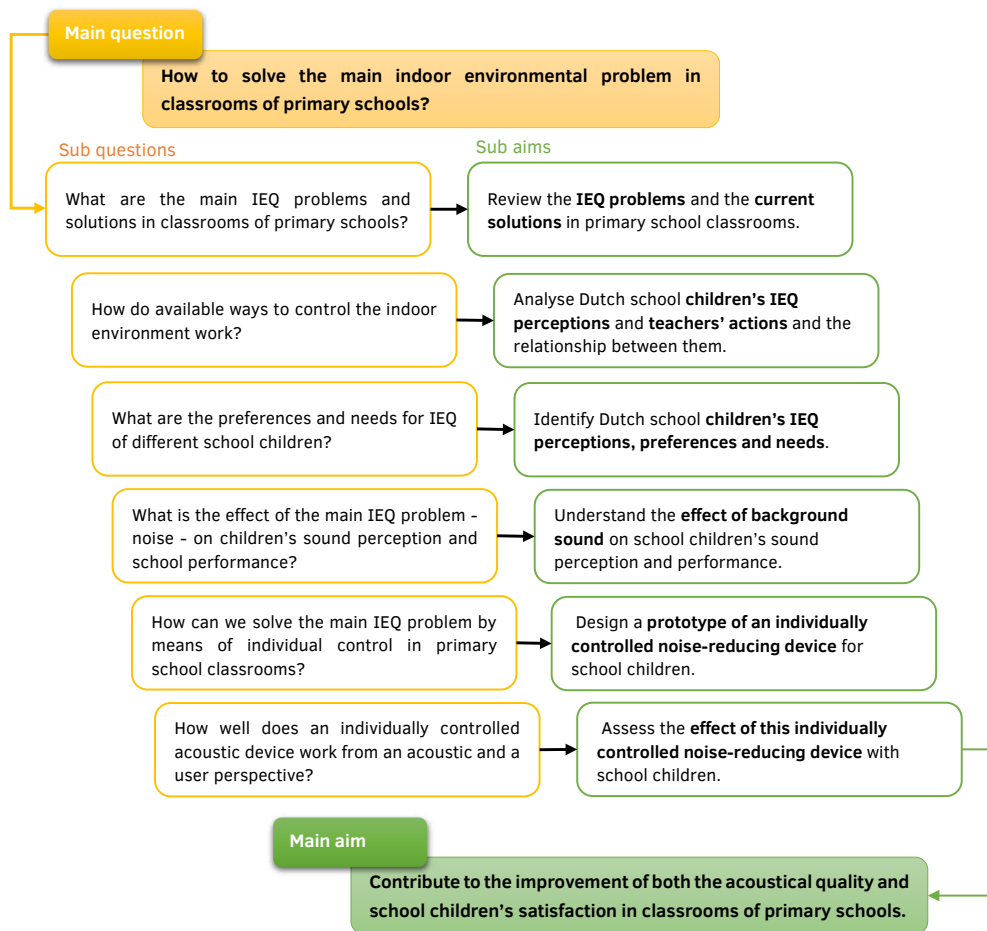 Main question
How to solve the main indoor environmental problem in
classrooms of primary schools?
Sub questions
Sub aims
What are the main IEQ problems and
solutions in classrooms of primary schools?
Review the IEQ problems and the current
solutions in primary school classrooms.
How do available ways to control the indoor
environment work?
Analyse Dutch school children’s IEQ
perceptions and teachers’ actions and the
relationship between them.
What are the preferences and needs for IEQ
of different school children?
Identify Dutch school children’s IEQ
perceptions, preferences and needs.
What is the effect of the main IEQ problem -
noise - on children’s sound perception and
school performance?
Understand the effect of background
sound on school children’s sound
perception and performance.
How can we solve the main IEQ problem by
means of individual control in primary
school classrooms?
Design a prototype of an individually
controlled noise-reducing device for
school children.
How well does an individually controlled
acoustic device work from an acoustic and a
user perspective?
Assess the effect of this individually
controlled noise-reducing device with
school children.
Main aim
Contribute to the improvement of both the acoustical quality and
school children’s satisfaction in classrooms of primary schools.